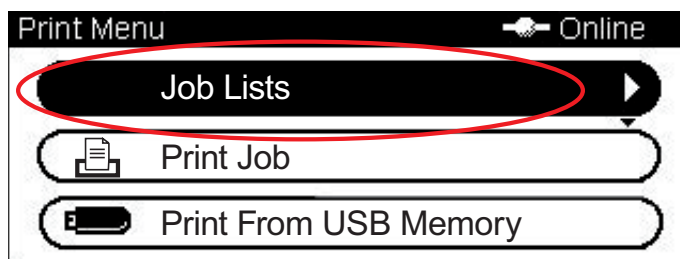 Print Menu Online
Job Lists
Print Job
Print From USB Memory